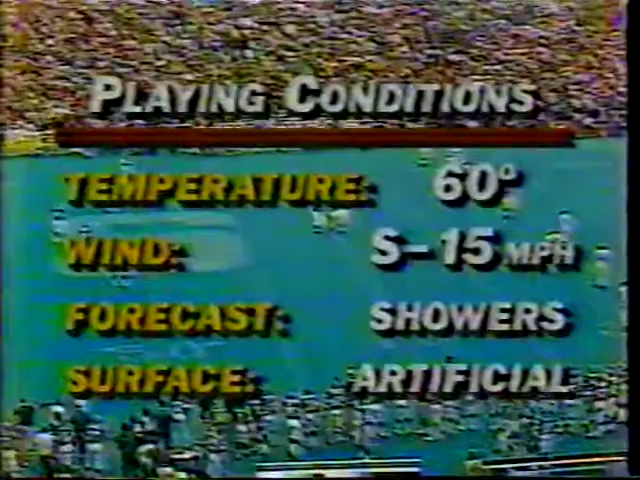 PLAYING CONDITIONS
TEMPERATURE: 60°
WIND: S-15 MPH
FORECAST: SHOWERS
SURFACE: ARTIFICIAL